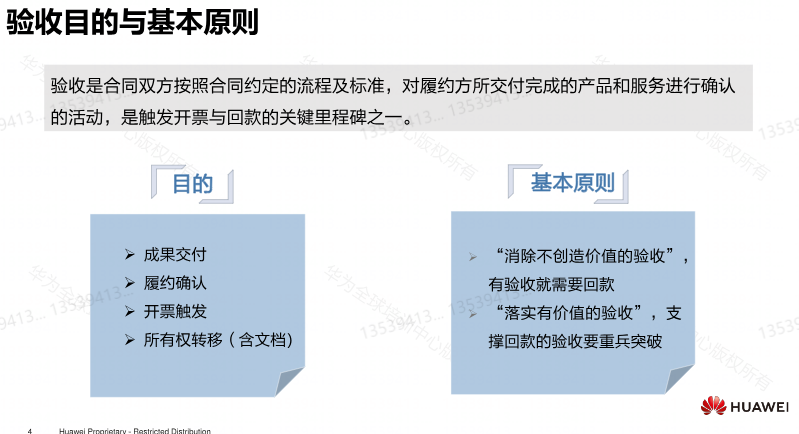 验收目的与基本原则
验收是合同双方按照合同约定的流程及标准，对履约方所交付完成的产品和服务进行确认
的活动，是触发开票与回款的关键里程碑之一。
目的
成果交付
履约确认
开票触发
所有权转移（含文档)
基本原则
“消除不创造价值的验收”，
有验收就需要回款
“落实有价值的验收”，支
撑回款的验收要重兵突破
HUAWEI
4 Huawei Proprietary - Restricted Distribution